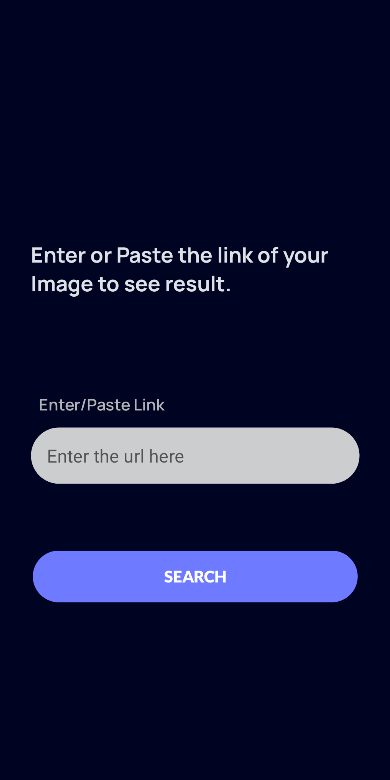 Enter or Paste the link of your
Image to see result.
Enter/Paste Link
Enter the url here
SEARCH